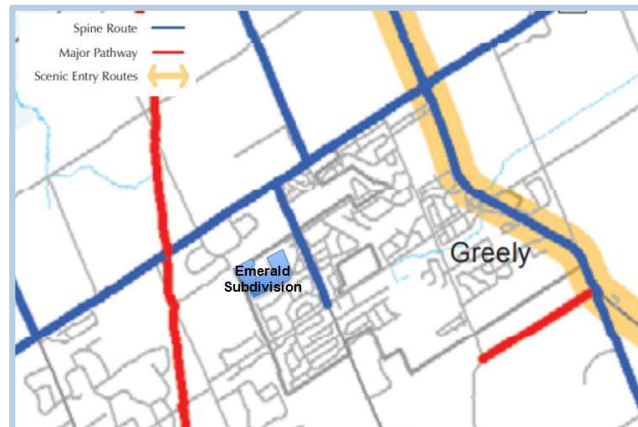 Spine Route
Major Pathway
Scenic Entry Routes
Greely
Emerald
Subdivision